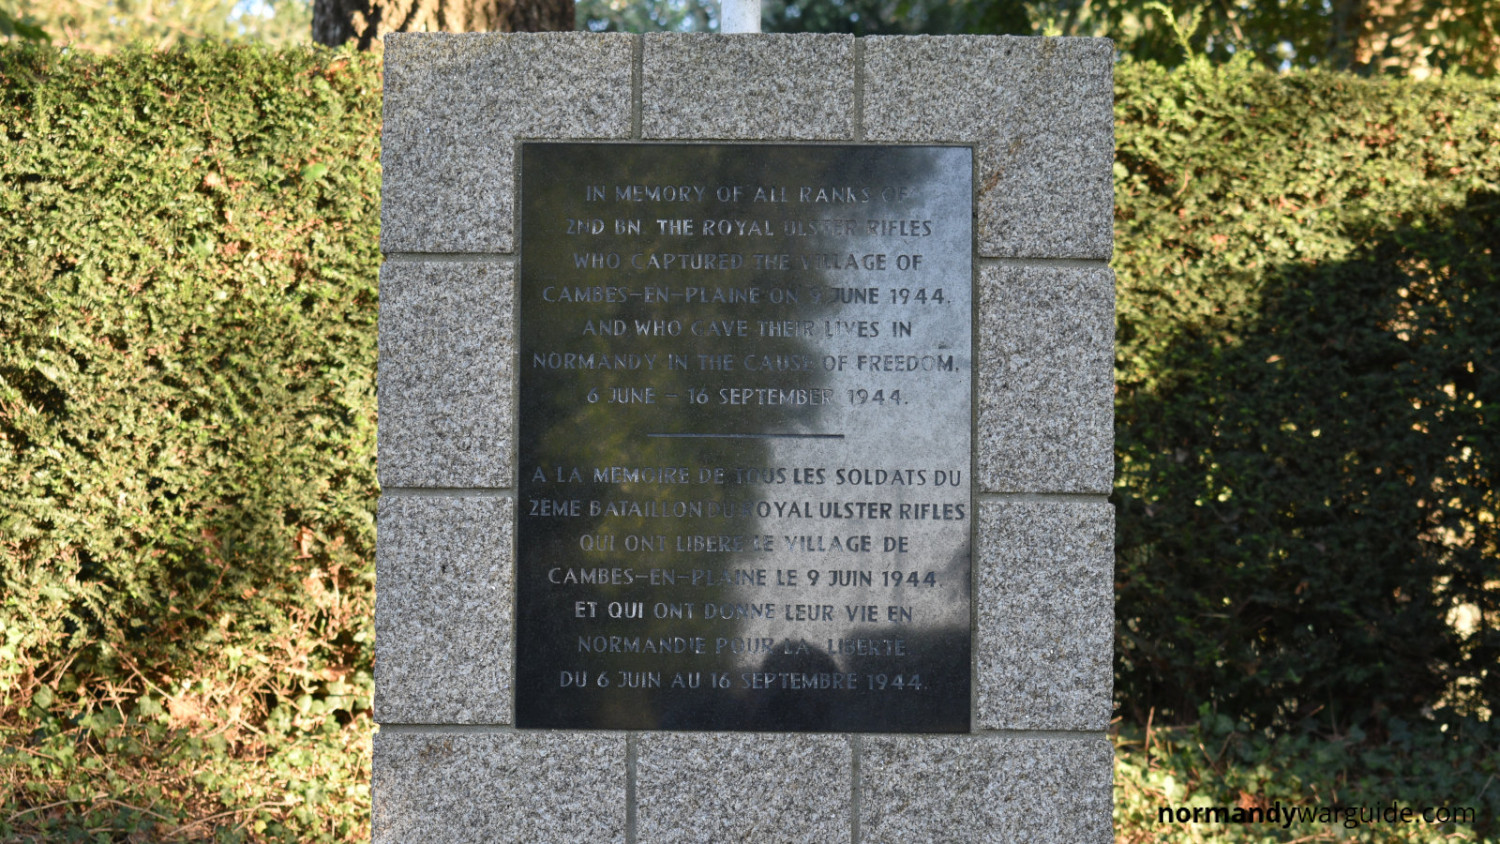 IN MEMORY OF ALL RANKS OF
2ND BN. THE ROYAL ULSTER RIFLES
WHO CAPTURED THE VILLAGE OF
CAMBES-EN-PLAINE ON 9 JUNE 1944.
AND WHO GAVE THEIR LIVES IN
NORMANDY IN THE CAUSE OF FREEDOM.
6 JUNE - 16 SEPTEMBER 1944.
A LA MEMOIRE DE TOUS LES SOLDATS DU
2EME BATAILLON DU ROYAL ULSTER RIFLES
QUI ONT LIBERE LE VILLAGE DE
CAMBES-EN-PLAINE LE 9 JUIN 1944.
ET QUI ONT DONNE LEUR VIE EN
NORMANDIE POUR LA LIBERTE.
DU 6 JUIN AU 16 SEPTEMBRE 1944.
normandywarguide.com